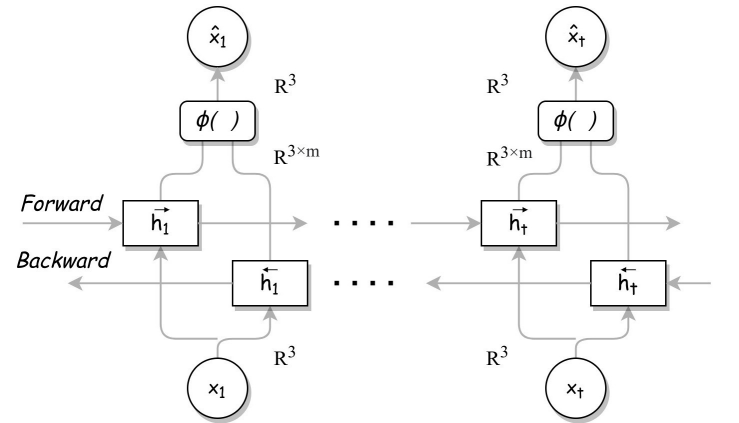 x̂₁ x̂ₜ
R³ R³
ϕ( ) ϕ( )
R³ˣᵐ R³ˣᵐ
Forward
h⃗₁ . . . . h⃗ₜ
Backward
h⃖₁ . . . . h⃖ₜ
R³ R³
x₁ xₜ